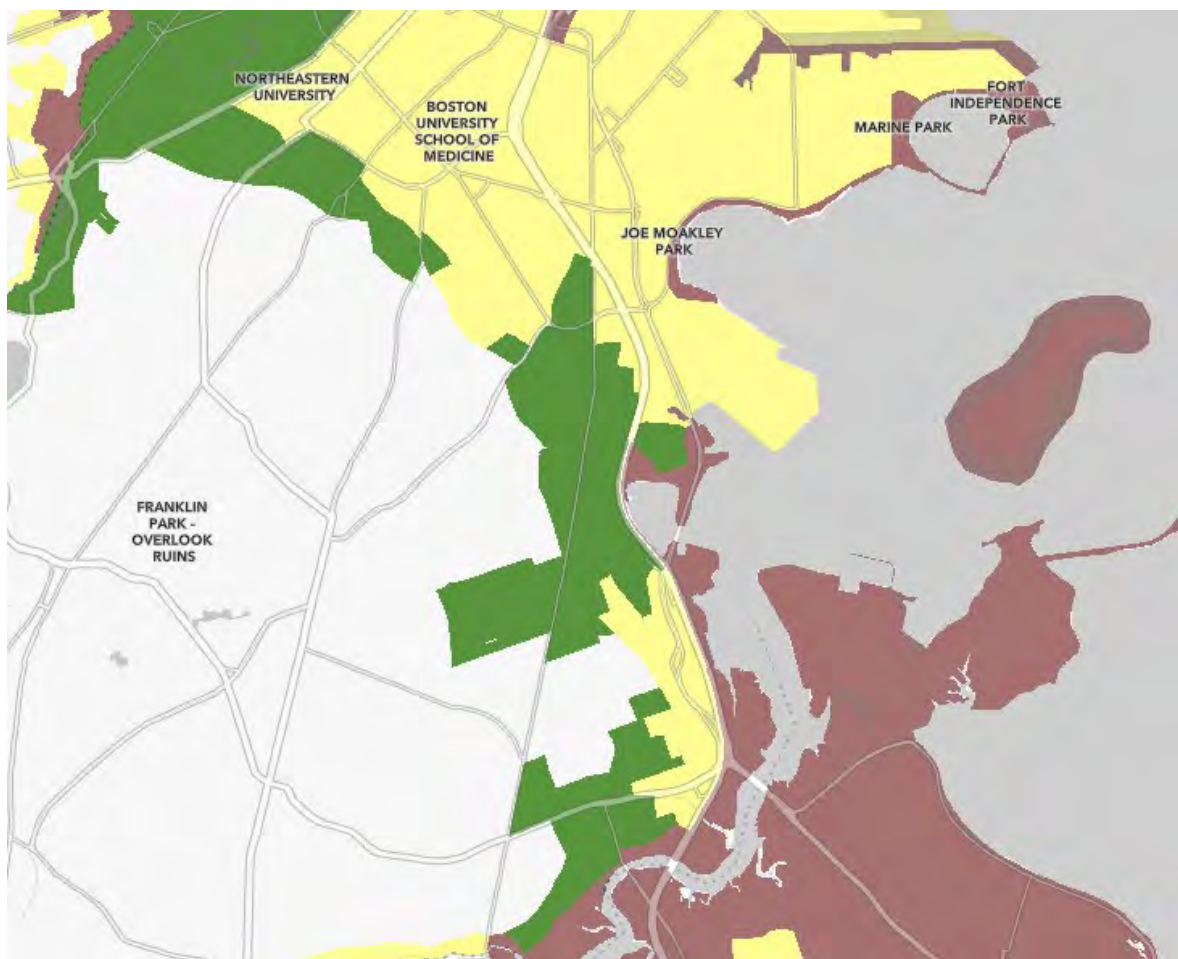 NORTHEASTERN
UNIVERSITY
BOSTON
UNIVERSITY
SCHOOL OF
MEDICINE
FORT
INDEPENDENCE
PARK
MARINE PARK
JOE MOAKLEY
PARK
FRANKLIN
PARK -
OVERLOOK
RUINS